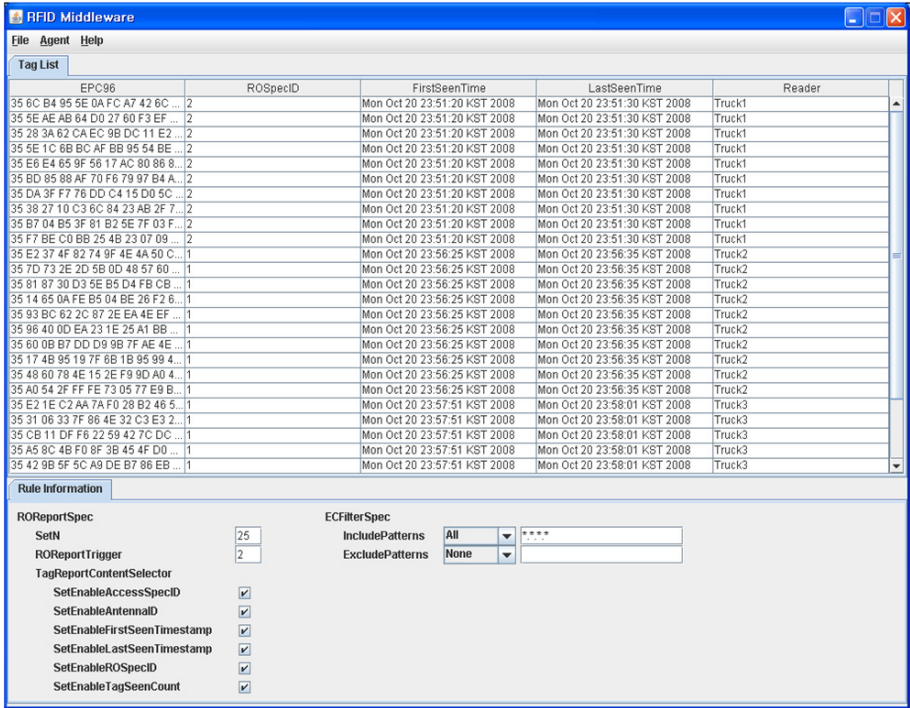 RFID Middleware
File Agent Help
Tag List
EPC96 ROSpecID FirstSeenTime LastSeenTime Reader
35 6C B4 95 5E 0A FC A7 42 6C ... 2 Mon Oct 20 23:51:20 KST 2008 Mon Oct 20 23:51:30 KST 2008 Truck1
35 5E AE AB 64 D0 27 60 F3 EF ... 2 Mon Oct 20 23:51:20 KST 2008 Mon Oct 20 23:51:30 KST 2008 Truck1
35 28 3A 62 CA EC 9B DC 11 E2 ... 2 Mon Oct 20 23:51:20 KST 2008 Mon Oct 20 23:51:30 KST 2008 Truck1
35 5E 1C 6B BC AF BB 95 54 BE ... 2 Mon Oct 20 23:51:20 KST 2008 Mon Oct 20 23:51:30 KST 2008 Truck1
35 E6 E4 65 9F 56 17 AC 80 86 8... 2 Mon Oct 20 23:51:20 KST 2008 Mon Oct 20 23:51:30 KST 2008 Truck1
35 BD 85 88 AF 70 F6 79 97 B4 A... 2 Mon Oct 20 23:51:20 KST 2008 Mon Oct 20 23:51:30 KST 2008 Truck1
35 DA 3F F7 76 DD C4 15 D0 5C ... 2 Mon Oct 20 23:51:20 KST 2008 Mon Oct 20 23:51:30 KST 2008 Truck1
35 38 27 10 C3 6C 84 23 AB 2F 7... 2 Mon Oct 20 23:51:20 KST 2008 Mon Oct 20 23:51:30 KST 2008 Truck1
35 B7 04 B5 3F 81 B2 5E 7F 03 F... 2 Mon Oct 20 23:51:20 KST 2008 Mon Oct 20 23:51:30 KST 2008 Truck1
35 F7 BE C0 BB 25 4B 23 07 09 ... 2 Mon Oct 20 23:51:20 KST 2008 Mon Oct 20 23:51:30 KST 2008 Truck1
35 E2 37 4F 82 74 9F 4E 4A 50 C... 1 Mon Oct 20 23:56:25 KST 2008 Mon Oct 20 23:56:35 KST 2008 Truck2
35 7D 73 2E 2D 5B 0D 48 57 60 ... 1 Mon Oct 20 23:56:25 KST 2008 Mon Oct 20 23:56:35 KST 2008 Truck2
35 81 87 30 D3 5E B5 D4 FB CB ... 1 Mon Oct 20 23:56:25 KST 2008 Mon Oct 20 23:56:35 KST 2008 Truck2
35 14 65 0A FE B5 04 BE 26 F2 6... 1 Mon Oct 20 23:56:25 KST 2008 Mon Oct 20 23:56:35 KST 2008 Truck2
35 93 BC 62 2C 87 2E EA 4E EF ... 1 Mon Oct 20 23:56:25 KST 2008 Mon Oct 20 23:56:35 KST 2008 Truck2
35 96 40 0D EA 23 1E 25 A1 BB ... 1 Mon Oct 20 23:56:25 KST 2008 Mon Oct 20 23:56:35 KST 2008 Truck2
35 60 0B B7 DD D9 9B 7F AE 4E ... 1 Mon Oct 20 23:56:25 KST 2008 Mon Oct 20 23:56:35 KST 2008 Truck2
35 17 4B 95 19 7F 6B 1B 95 99 4... 1 Mon Oct 20 23:56:25 KST 2008 Mon Oct 20 23:56:35 KST 2008 Truck2
35 48 60 78 4E 15 2E F9 9D A0 4... 1 Mon Oct 20 23:56:25 KST 2008 Mon Oct 20 23:56:35 KST 2008 Truck2
35 A0 54 2F FF FE 73 05 77 E9 B... 1 Mon Oct 20 23:56:25 KST 2008 Mon Oct 20 23:56:35 KST 2008 Truck2
35 E2 1E C2 AA 7A F0 28 B2 46 5... 1 Mon Oct 20 23:57:51 KST 2008 Mon Oct 20 23:58:01 KST 2008 Truck3
35 31 06 33 7F 86 4E 32 C3 E3 2... 1 Mon Oct 20 23:57:51 KST 2008 Mon Oct 20 23:58:01 KST 2008 Truck3
35 CB 11 DF F6 22 59 42 7C DC ... 1 Mon Oct 20 23:57:51 KST 2008 Mon Oct 20 23:58:01 KST 2008 Truck3
35 A5 8C 4B F0 8F 3B 45 4F D0 ... 1 Mon Oct 20 23:57:51 KST 2008 Mon Oct 20 23:58:01 KST 2008 Truck3
35 42 9B 5F 5C A9 DE B7 86 EB ... 1 Mon Oct 20 23:57:51 KST 2008 Mon Oct 20 23:58:01 KST 2008 Truck3
Rule Information
ROReportSpec ECFilterSpec
SetN 25 IncludePatterns All *.*.*.*
ROReportTrigger 2 ExcludePatterns None
TagReportContentSelector
SetEnableAccessSpecID
SetEnableAntennaID
SetEnableFirstSeenTimestamp
SetEnableLastSeenTimestamp
SetEnableROSpecID
SetEnableTagSeenCount